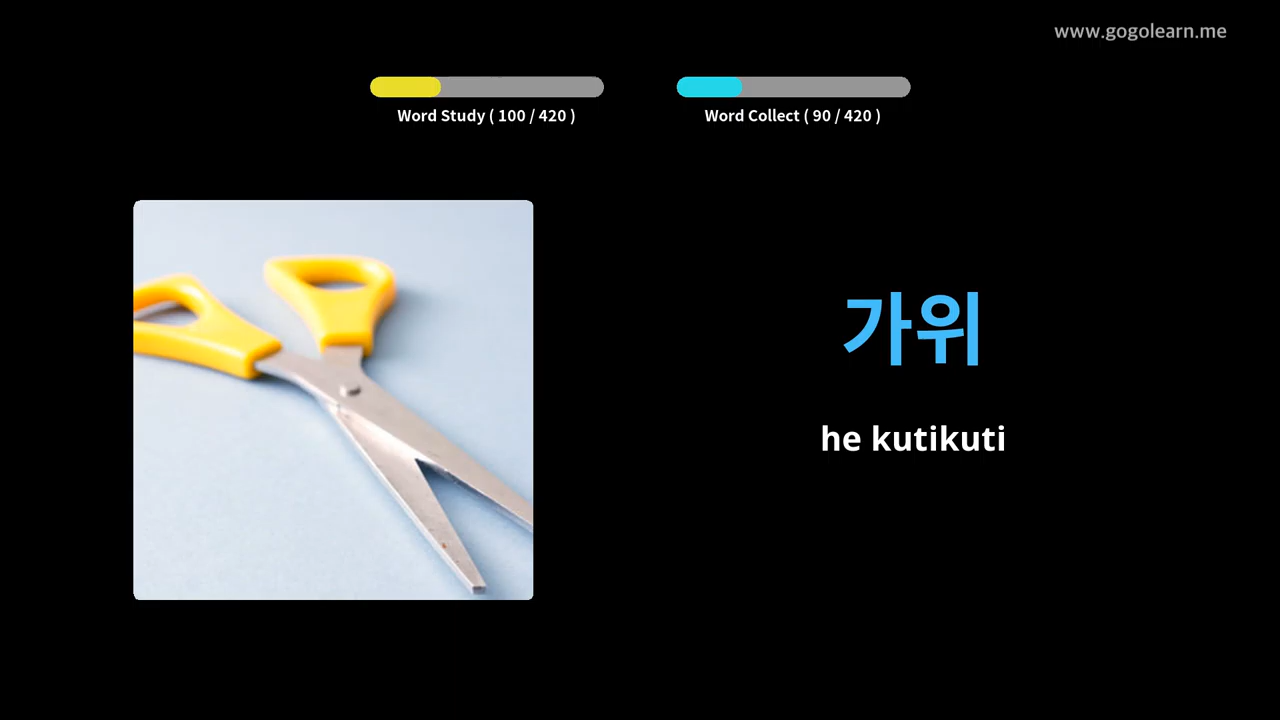 www.gogolearn.me
Word Study ( 100 / 420 )
Word Collect ( 90 / 420 )
가위
he kutikuti